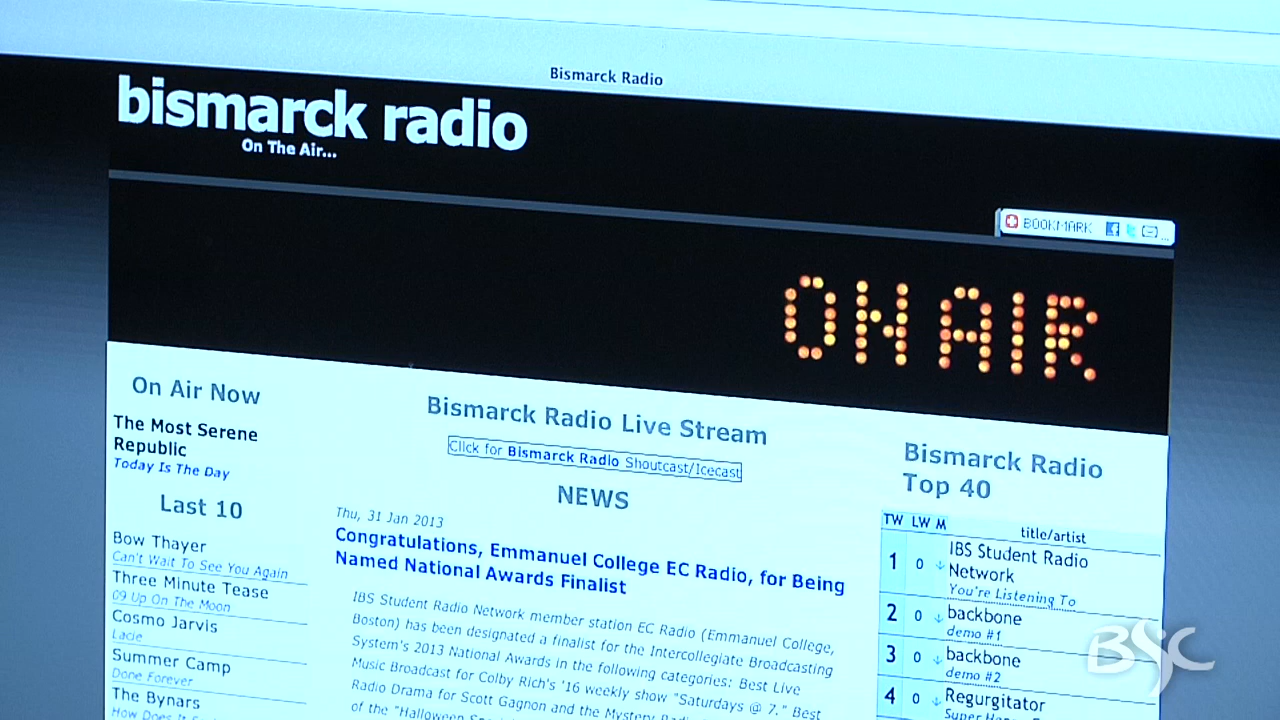 Bismarck Radio
bismarck radio
On The Air...
BOOKMARK
ON AIR
On Air Now
The Most Serene
Republic
Today Is The Day
Last 10
Bow Thayer
Can't Wait To See You Again
Three Minute Tease
09 Up On The Moon
Cosmo Jarvis
Lacie
Summer Camp
Done Forever
The Bynars
Bismarck Radio Live Stream
Click for Bismarck Radio Shoutcast/Icecast
NEWS
Thu, 31 Jan 2013
Congratulations, Emmanuel College EC Radio, for Being
Named National Awards Finalist
IBS Student Radio Network member station EC Radio (Emmanuel College,
Boston) has been designated a finalist for the Intercollegiate Broadcasting
System's 2013 National Awards in the following categories: Best Live
Music Broadcast for Colby Rich's '16 weekly show "Saturdays @ 7." Best
Radio Drama for Scott Gagnon and the Mystery
of the "Halloween
Bismarck Radio
Top 40
TW LW M title/artist
1 0 IBS Student Radio
Network
You're Listening To
2 0 backbone
demo #1
3 0 backbone
demo #2
4 0 Regurgitator
BSC